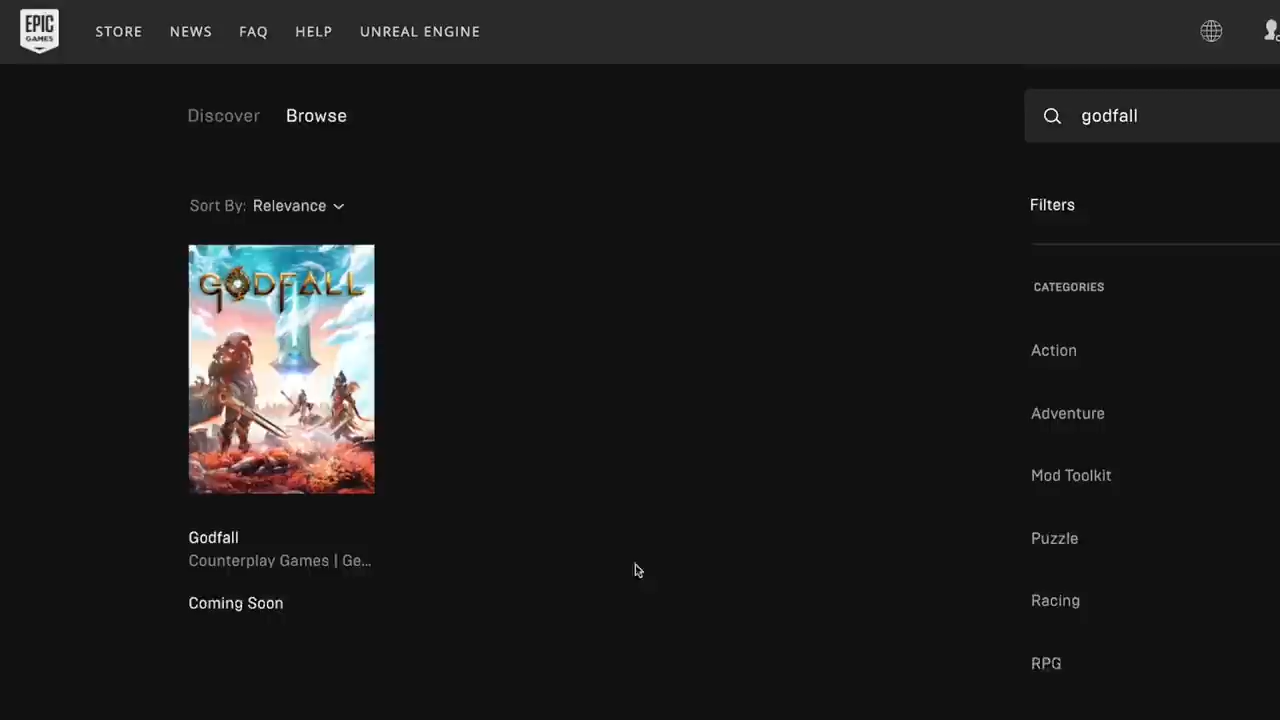 EPIC
GAMES
STORE NEWS FAQ HELP UNREAL ENGINE
Discover Browse
godfall
Sort By: Relevance
Filters
GODFALL
CATEGORIES
Action
Adventure
Mod Toolkit
Puzzle
Racing
RPG
Godfall
Counterplay Games | Ge...
Coming Soon